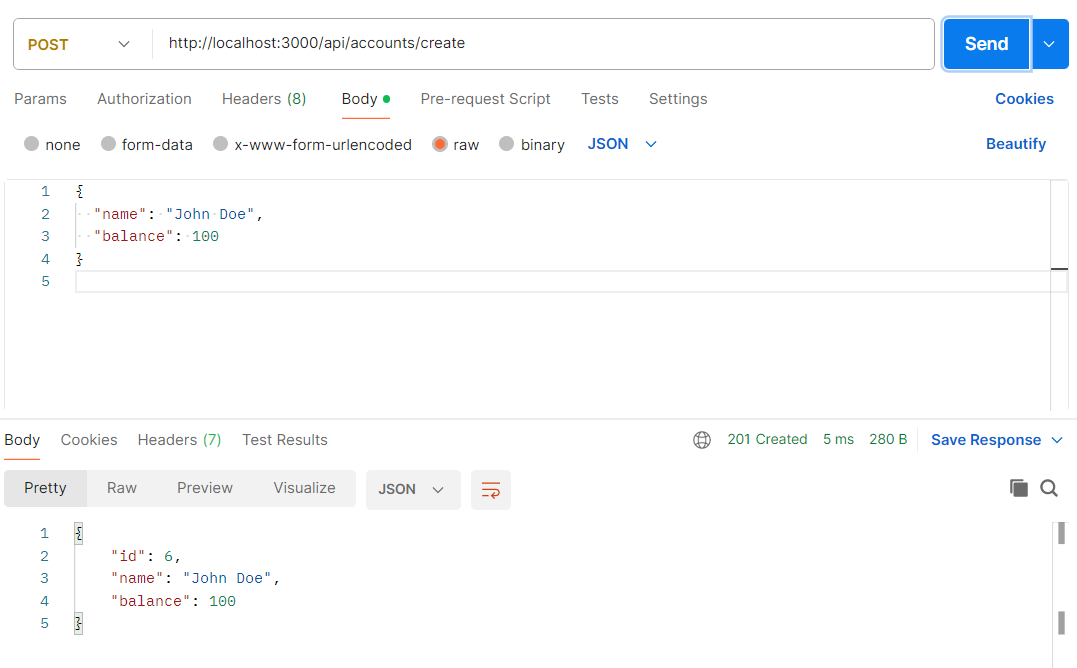 POST http://localhost:3000/api/accounts/create Send
Params Authorization Headers (8) Body Pre-request Script Tests Settings Cookies
none form-data x-www-form-urlencoded raw binary JSON Beautify
1 {
2 "name": "John Doe",
3 "balance": 100
4 }
5
Body Cookies Headers (7) Test Results 201 Created 5 ms 280 B Save Response
Pretty Raw Preview Visualize JSON
1 {
2 "id": 6,
3 "name": "John Doe",
4 "balance": 100
5 }